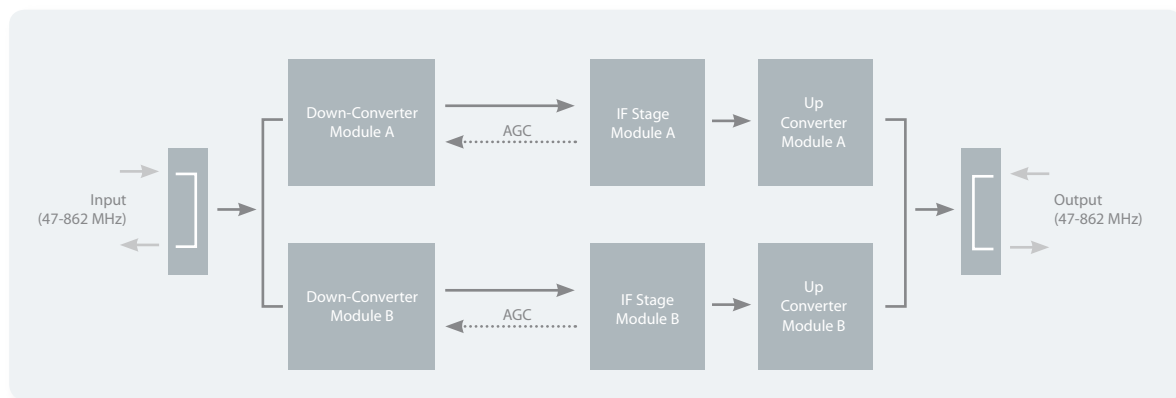 Input
(47-862 MHz)
Down-Converter
Module A
AGC
IF Stage
Module A
Up
Converter
Module A
Down-Converter
Module B
AGC
IF Stage
Module B
Up
Converter
Module B
Output
(47-862 MHz)